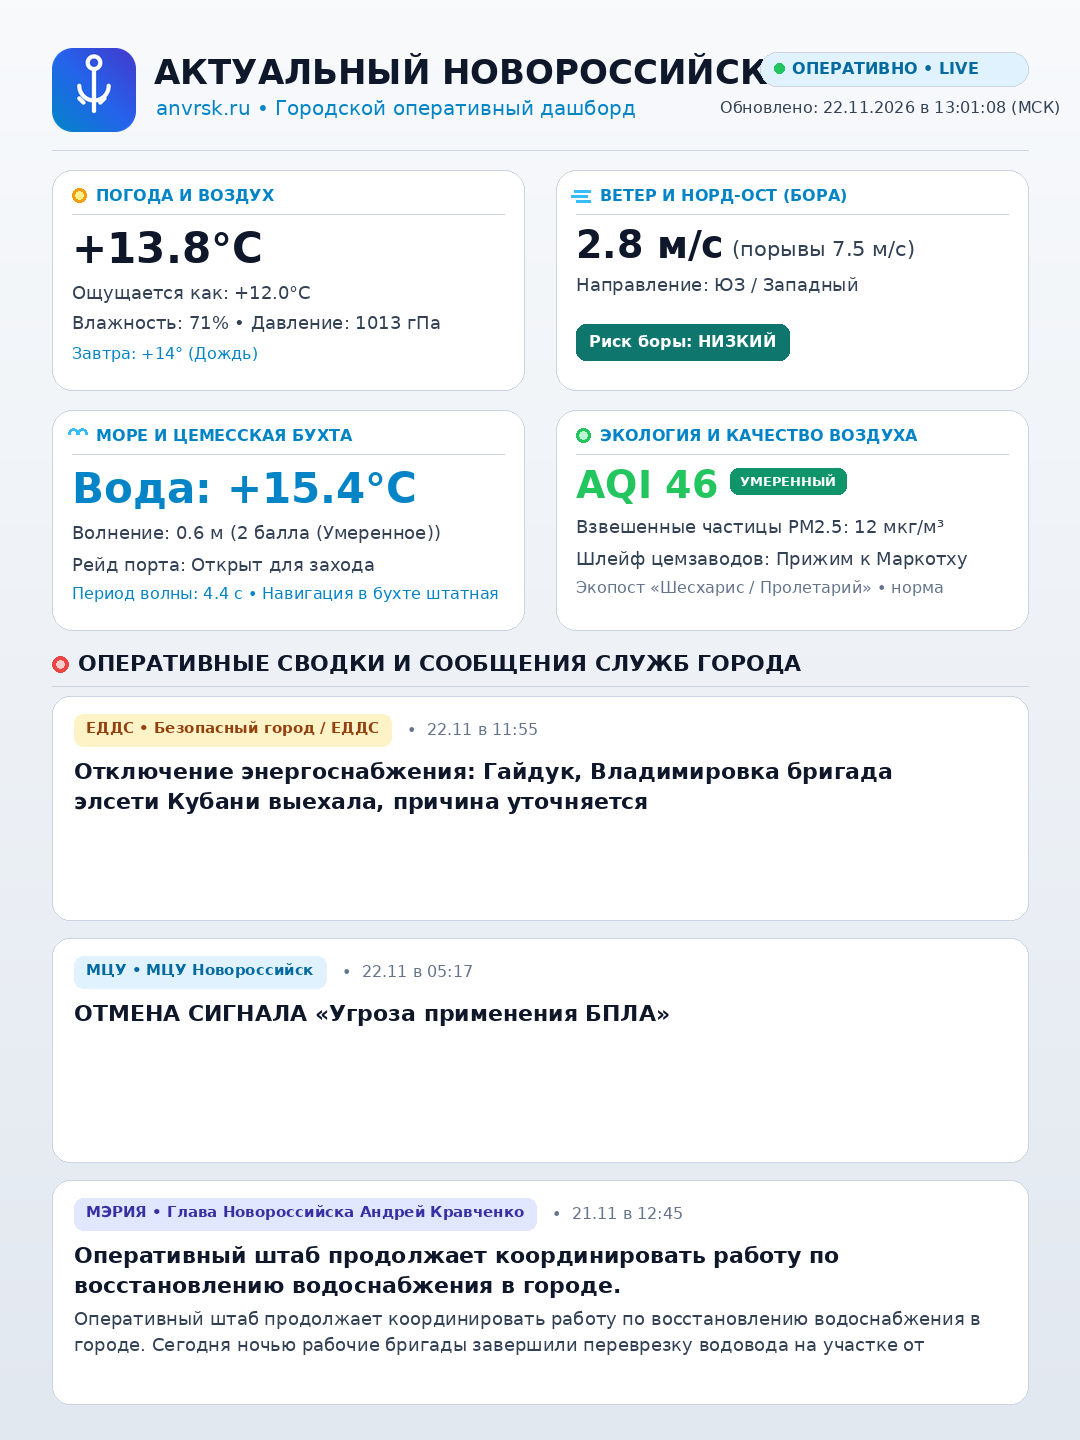 АКТУАЛЬНЫЙ НОВОРОССИЙСК
ОПЕРАТИВНО • LIVE
anvrsk.ru • Городской оперативный дашборд
Обновлено: 22.11.2026 в 13:01:08 (МСК)
ПОГОДА И ВОЗДУХ
+13.8°C
Ощущается как: +12.0°C
Влажность: 71% • Давление: 1013 гПа
Завтра: +14° (Дождь)
ВЕТЕР И НОРД-ОСТ (БОРА)
2.8 м/с (порывы 7.5 м/с)
Направление: ЮЗ / Западный
Риск боры: НИЗКИЙ
МОРЕ И ЦЕМЕССКАЯ БУХТА
Вода: +15.4°C
Волнение: 0.6 м (2 балла (Умеренное))
Рейд порта: Открыт для захода
Период волны: 4.4 с • Навигация в бухте штатная
ЭКОЛОГИЯ И КАЧЕСТВО ВОЗДУХА
AQI 46 УМЕРЕННЫЙ
Взвешенные частицы PM2.5: 12 мкг/м³
Шлейф цемзаводов: Прижим к Маркотху
Экопост «Шесхарис / Пролетарий» • норма
ОПЕРАТИВНЫЕ СВОДКИ И СООБЩЕНИЯ СЛУЖБ ГОРОДА
ЕДДС • Безопасный город / ЕДДС • 22.11 в 11:55
Отключение энергоснабжения: Гайдук, Владимировка бригада
элсети Кубани выехала, причина уточняется
МЦУ • МЦУ Новороссийск • 22.11 в 05:17
ОТМЕНА СИГНАЛА «Угроза применения БПЛА»
МЭРИЯ • Глава Новороссийска Андрей Кравченко • 21.11 в 12:45
Оперативный штаб продолжает координировать работу по
восстановлению водоснабжения в городе.
Оперативный штаб продолжает координировать работу по восстановлению водоснабжения в
городе. Сегодня ночью рабочие бригады завершили переврезку водовода на участке от